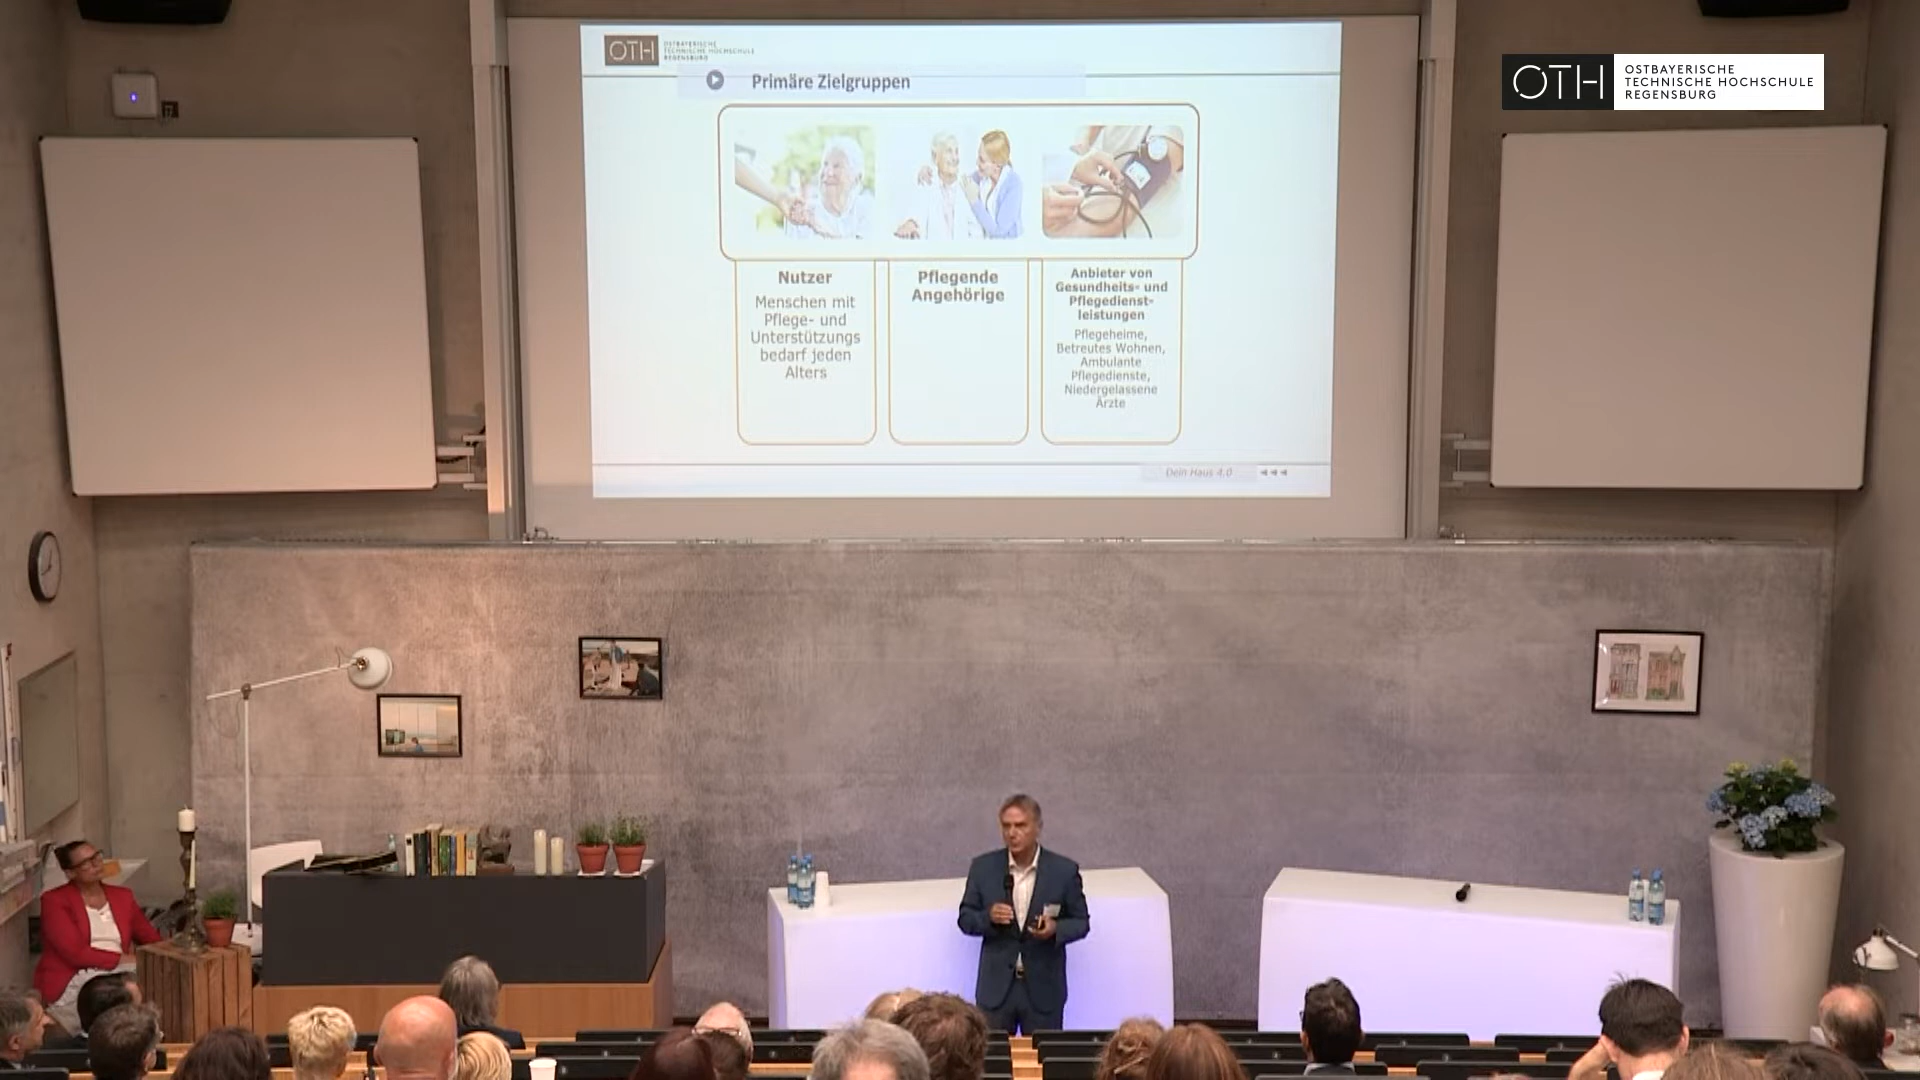 OTH
OSTBAYERISCHE
TECHNISCHE HOCHSCHULE
REGENSBURG
Primäre Zielgruppen
Nutzer
Menschen mit
Pflege- und
Unterstützungs
bedarf jeden
Alters
Pflegende
Angehörige
Anbieter von
Gesundheits- und
Pflegedienst-
leistungen
Pflegeheime,
Betreutes Wohnen,
Ambulante
Pflegedienste,
Niedergelassene
Ärzte
Dein Haus 4.0
OTH
OSTBAYERISCHE
TECHNISCHE HOCHSCHULE
REGENSBURG